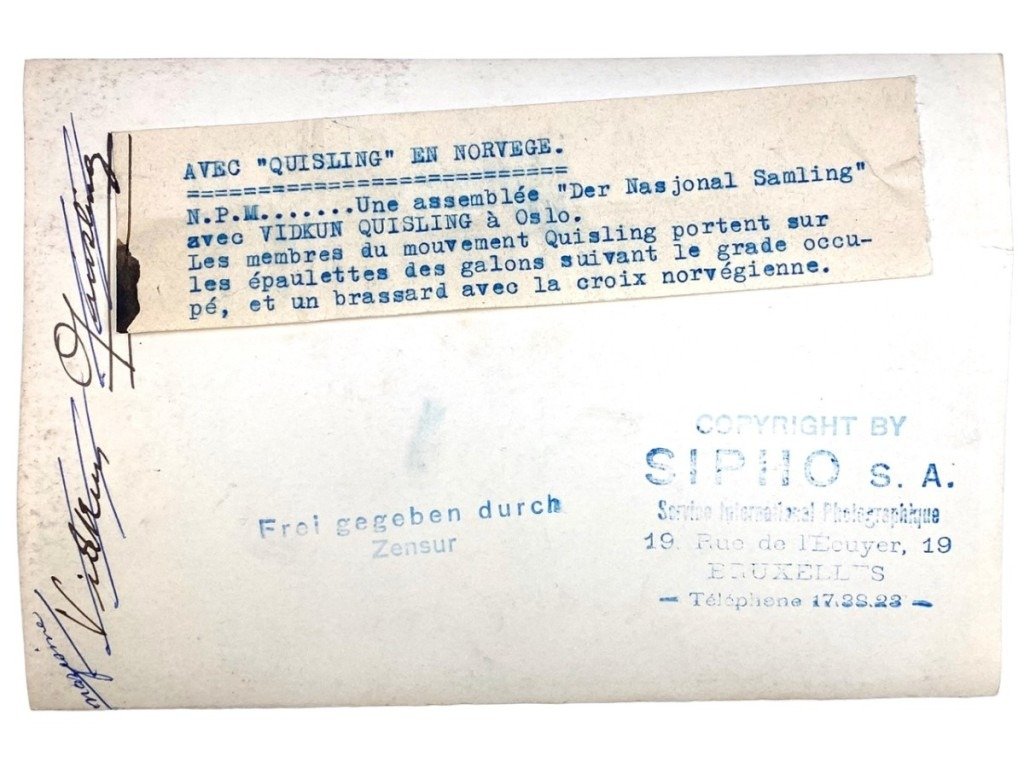 AVEC "QUISLING" EN NORVEGE.
===========================
N.P.M.......Une assemblée "Der Nasjonal Samling"
avec VIDKUN QUISLING à Oslo.
Les membres du mouvement Quisling portent sur
les épaulettes des galons suivant le grade occu-
pé, et un brassard avec la croix norvégienne.
Vidkun Quisling
COPYRIGHT BY
SIPHO S. A.
Service International Photographique
19, Rue de l'Ecuyer, 19
BRUXELLES
— Téléphone 17.38.23 —
Frei gegeben durch
Zensur